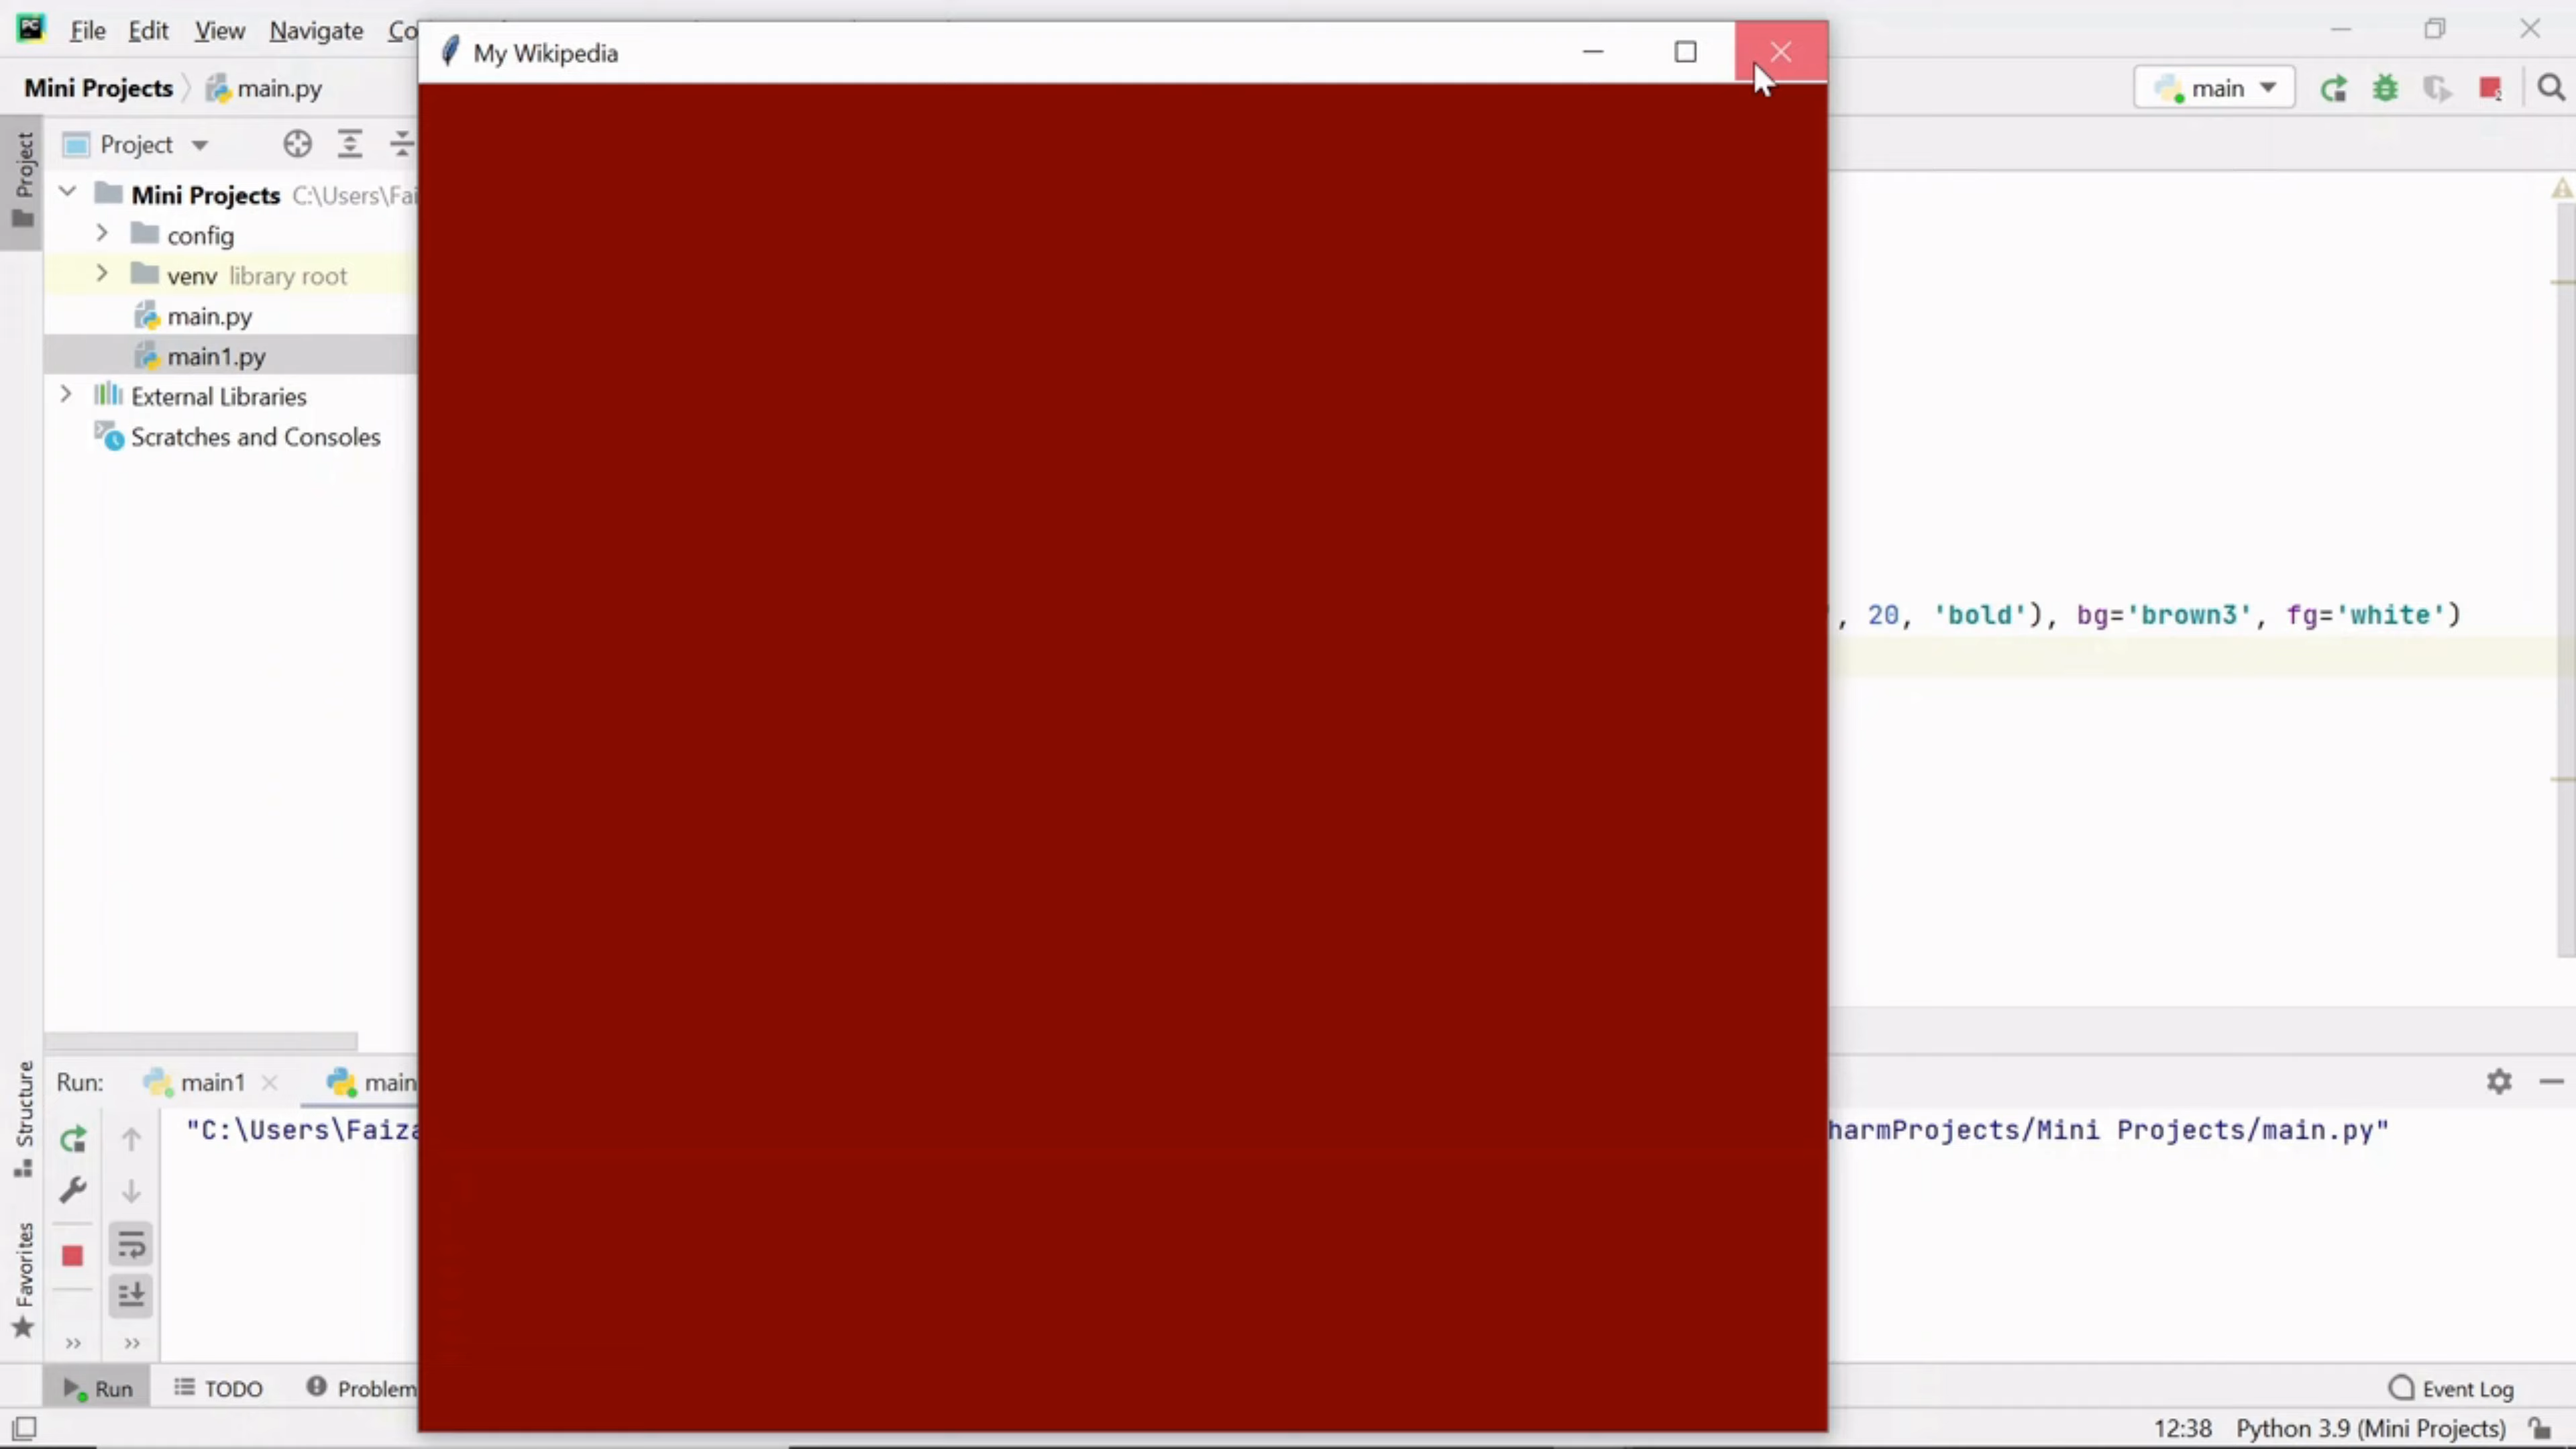 PC File Edit View Navigate Co
My Wikipedia
Mini Projects main.py
main
Project
Project
Mini Projects C:\Users\Fai
config
venv library root
main.py
main1.py
External Libraries
Scratches and Consoles
', 20, 'bold'), bg='brown3', fg='white')
Structure
Favorites
Run: main1 main
"C:\Users\Faiza
harmProjects/Mini Projects/main.py"
Run TODO Problem
Event Log
12:38 Python 3.9 (Mini Projects)